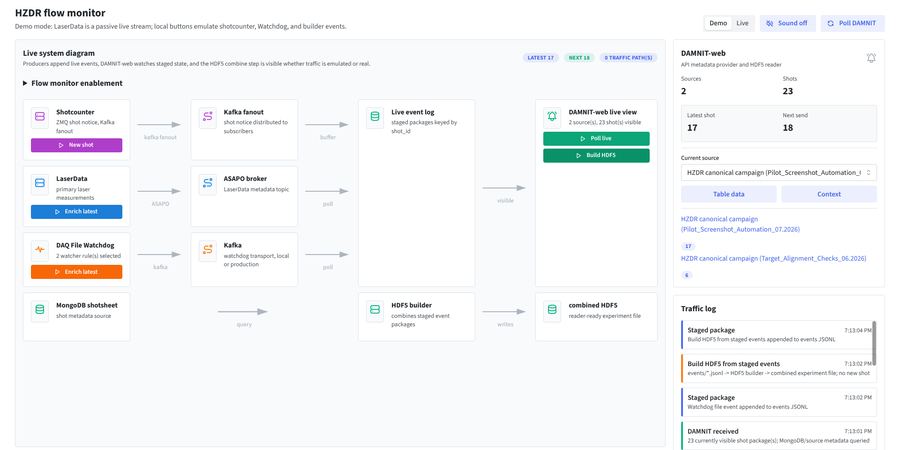 HZDR flow monitor
Demo mode: LaserData is a passive live stream; local buttons emulate shotcounter, Watchdog, and builder events.
Demo
Live
Sound off
Poll DAMNIT
Live system diagram
Producers append live events, DAMNIT-web watches staged state, and the HDF5 combine step is visible whether traffic is emulated or real.
LATEST 17
NEXT 18
0 TRAFFIC PATH(S)
Flow monitor enablement
Shotcounter
ZMQ shot notice, Kafka
fanout
New shot
kafka fanout
Kafka fanout
shot notice distributed to
subscribers
buffer
Live event log
staged packages keyed by
shot_id
visible
DAMNIT-web live view
2 source(s), 23 shot(s) visible
Poll live
Build HDF5
LaserData
primary laser
measurements
Enrich latest
ASAPO
ASAPO broker
LaserData metadata topic
poll
DAQ File Watchdog
2 watcher rule(s) selected
Enrich latest
kafka
Kafka
watchdog transport, local
or production
poll
MongoDB shotsheet
shot metadata source
query
HDF5 builder
combines staged event
packages
writes
combined HDF5
reader-ready experiment file
DAMNIT-web
API metadata provider and HDF5 reader
Sources
2
Shots
23
Latest shot
17
Next send
18
Current source
HZDR canonical campaign (Pilot_Screenshot_Automation_(
Table data
Context
HZDR canonical campaign
(Pilot_Screenshot_Automation_07.2026)
17
HZDR canonical campaign (Target_Alignment_Checks_06.2026)
6
Traffic log
Staged package
7:13:04 PM
Build HDF5 from staged events appended to events JSONL
Build HDF5 from staged events
7:13:02 PM
events/*.jsonl -> HDF5 builder -> combined experiment file; no new shot
Staged package
7:13:02 PM
Watchdog file event appended to events JSONL
DAMNIT received
7:13:01 PM
23 currently visible shot package(s); MongoDB/source metadata queried